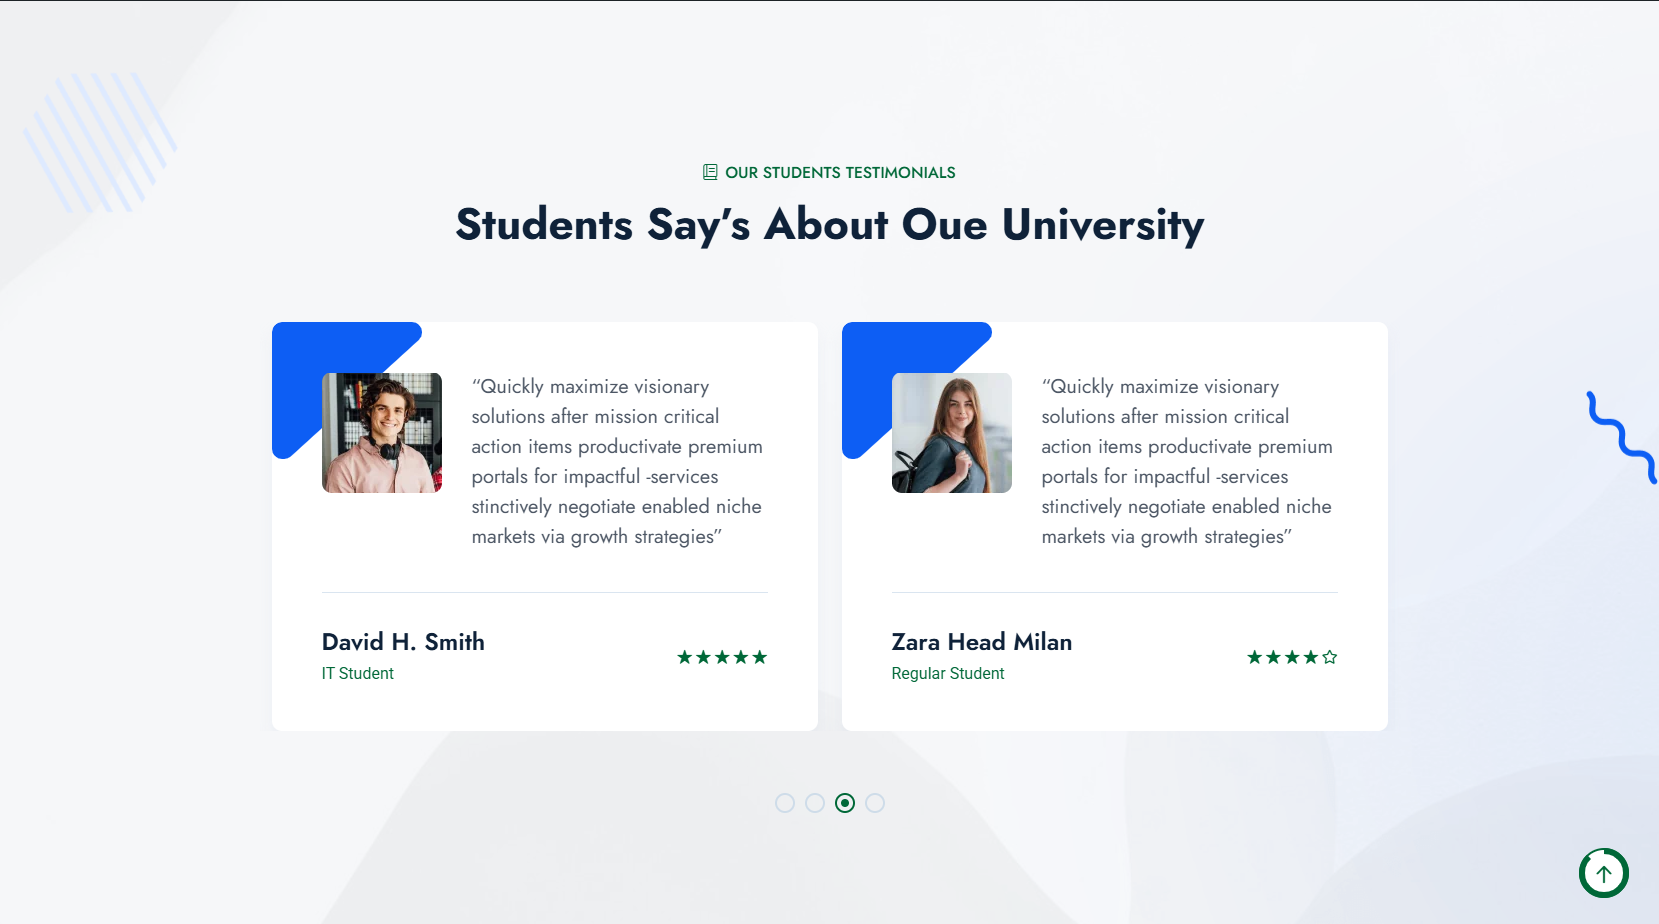 OUR STUDENTS TESTIMONIALS
Students Say’s About Oue University
“Quickly maximize visionary
solutions after mission critical
action items productivate premium
portals for impactful -services
stinctively negotiate enabled niche
markets via growth strategies”
David H. Smith
IT Student
“Quickly maximize visionary
solutions after mission critical
action items productivate premium
portals for impactful -services
stinctively negotiate enabled niche
markets via growth strategies”
Zara Head Milan
Regular Student